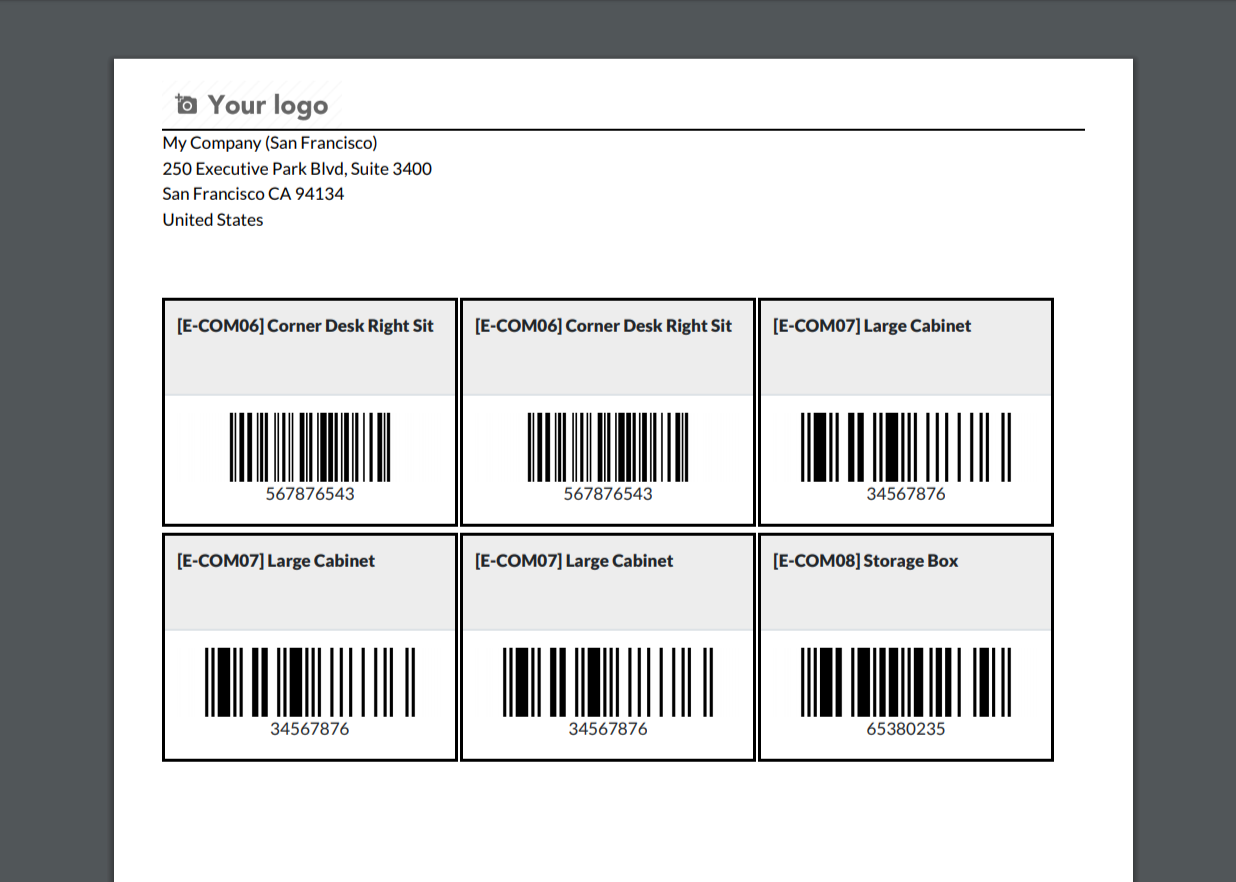 Your logo
My Company (San Francisco)
250 Executive Park Blvd, Suite 3400
San Francisco CA 94134
United States
[E-COM06] Corner Desk Right Sit
567876543
[E-COM06] Corner Desk Right Sit
567876543
[E-COM07] Large Cabinet
34567876
[E-COM07] Large Cabinet
34567876
[E-COM07] Large Cabinet
34567876
[E-COM08] Storage Box
65380235